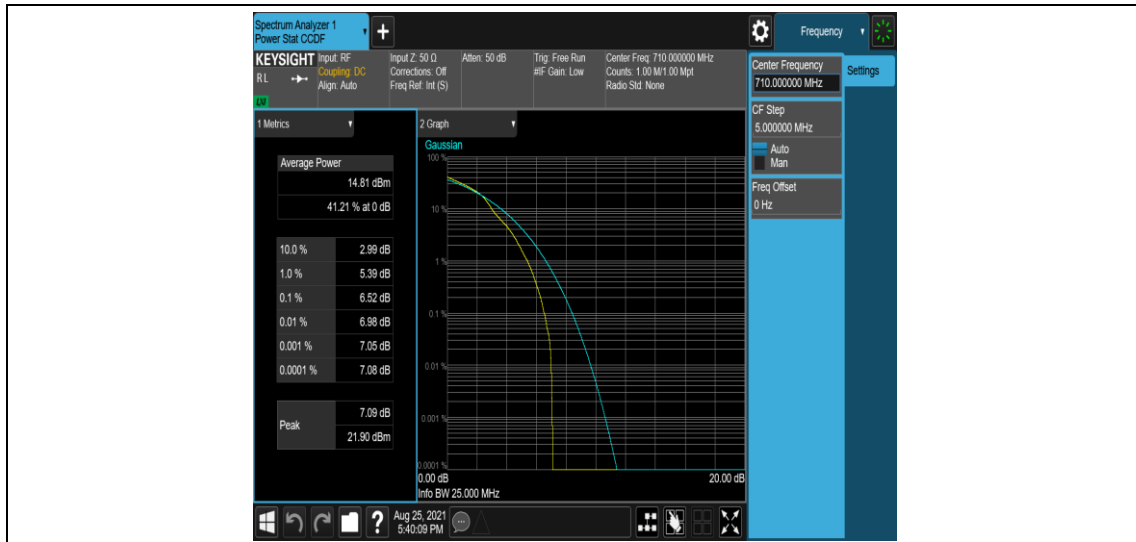 Spectrum Analyzer 1
Power Stat CCDF
+
Frequency
KEYSIGHT
RL
LXI
Input: RF
Coupling: DC
Align: Auto
Input Z: 50 Ω
Corrections: Off
Freq Ref: Int (S)
Atten: 50 dB
Trig: Free Run
#IF Gain: Low
Center Freq: 710.000000 MHz
Counts: 1.00 M/1.00 Mpt
Radio Std: None
Center Frequency
710.000000 MHz
Settings
CF Step
5.000000 MHz
Auto
Man
Freq Offset
0 Hz
1 Metrics
Average Power
14.81 dBm
41.21 % at 0 dB
10.0 % 2.99 dB
1.0 % 5.39 dB
0.1 % 6.52 dB
0.01 % 6.98 dB
0.001 % 7.05 dB
0.0001 % 7.08 dB
Peak 7.09 dB
21.90 dBm
2 Graph
Gaussian
100 %
10 %
1 %
0.1 %
0.01 %
0.001 %
0.0001 %
0.00 dB 20.00 dB
Info BW 25.000 MHz
?
Aug 25, 2021
5:40:09 PM